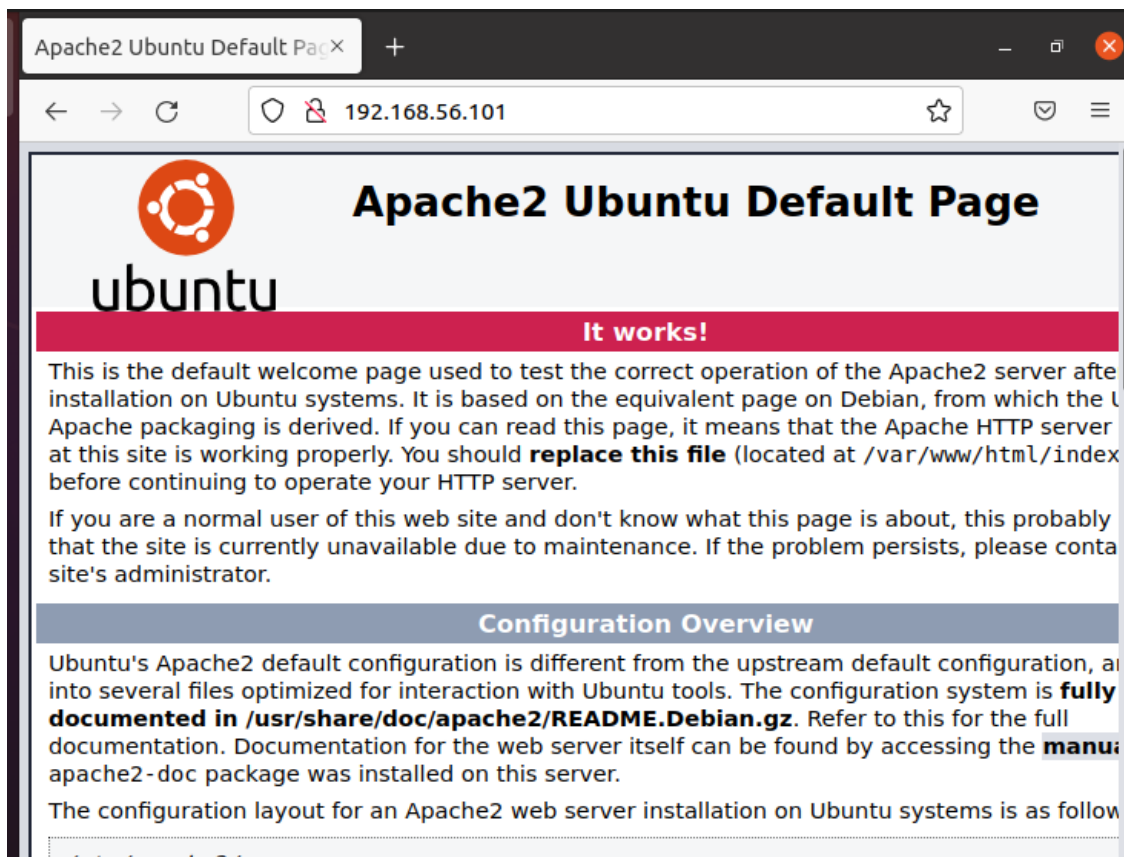 Apache2 Ubuntu Default Pag
192.168.56.101
ubuntu
Apache2 Ubuntu Default Page
It works!
This is the default welcome page used to test the correct operation of the Apache2 server afte
installation on Ubuntu systems. It is based on the equivalent page on Debian, from which the U
Apache packaging is derived. If you can read this page, it means that the Apache HTTP server
at this site is working properly. You should replace this file (located at /var/www/html/index
before continuing to operate your HTTP server.
If you are a normal user of this web site and don't know what this page is about, this probably
that the site is currently unavailable due to maintenance. If the problem persists, please conta
site's administrator.
Configuration Overview
Ubuntu's Apache2 default configuration is different from the upstream default configuration, a
into several files optimized for interaction with Ubuntu tools. The configuration system is fully
documented in /usr/share/doc/apache2/README.Debian.gz. Refer to this for the full
documentation. Documentation for the web server itself can be found by accessing the manua
apache2-doc package was installed on this server.
The configuration layout for an Apache2 web server installation on Ubuntu systems is as follow